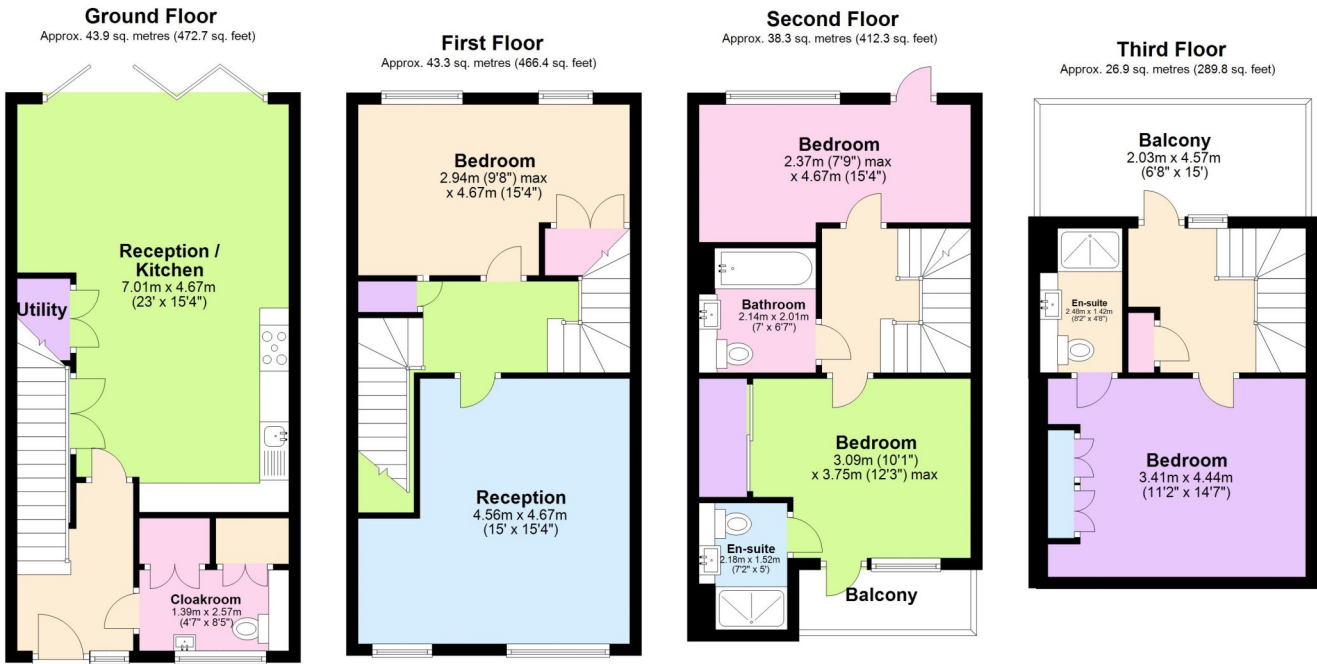 Ground Floor
Approx. 43.9 sq. metres (472.7 sq. feet)
Reception /
Kitchen
7.01m x 4.67m
(23' x 15'4")
Utility
Cloakroom
1.39m x 2.57m
(4'7" x 8'5")
First Floor
Approx. 43.3 sq. metres (466.4 sq. feet)
Bedroom
2.94m (9'8") max
x 4.67m (15'4")
Reception
4.56m x 4.67m
(15' x 15'4")
Second Floor
Approx. 38.3 sq. metres (412.3 sq. feet)
Bedroom
2.37m (7'9") max
x 4.67m (15'4")
Bathroom
2.14m x 2.01m
(7' x 6'7")
Bedroom
3.09m (10'1")
x 3.75m (12'3") max
En-suite
2.18m x 1.52m
(7'2" x 5')
Balcony
Third Floor
Approx. 26.9 sq. metres (289.8 sq. feet)
Balcony
2.03m x 4.57m
(6'8" x 15')
En-suite
2.48m x 1.42m
(8'2" x 4'8")
Bedroom
3.41m x 4.44m
(11'2" x 14'7")